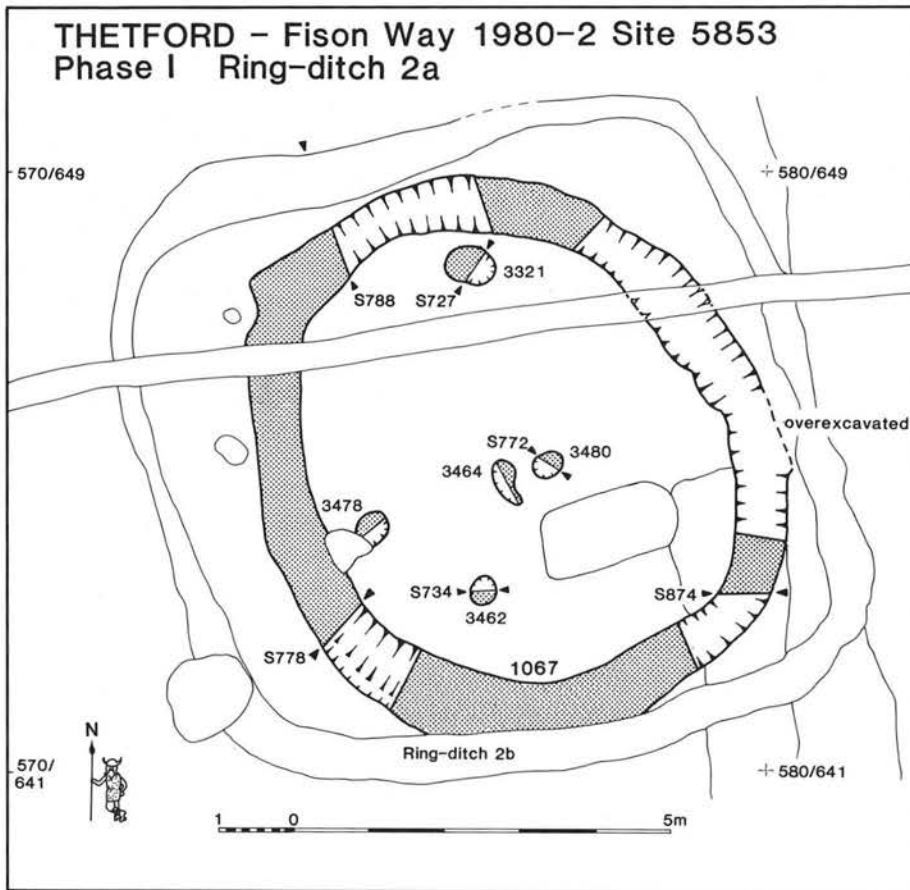 THETFORD - Fison Way 1980-2 Site 5853
Phase I Ring-ditch 2a
570/649
580/649
S788
S727
3321
overexcavated
S772
3480
3464
3478
S734
3462
S874
S778
1067
Ring-ditch 2b
N
570/
641
580/641
1 0 5m